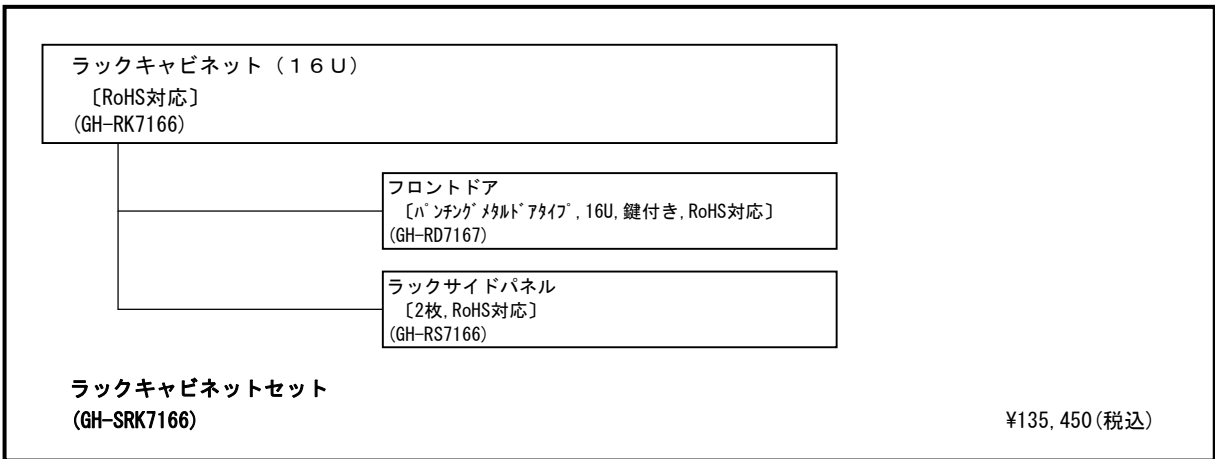 ラックキャビネット（１６Ｕ）
〔RoHS対応〕
(GH-RK7166)
フロントドア
〔ﾊﾟﾝﾁﾝｸﾞﾒﾀﾙﾄﾞｱﾀｲﾌﾟ,16U,鍵付き,RoHS対応〕
(GH-RD7167)
ラックサイドパネル
〔2枚,RoHS対応〕
(GH-RS7166)
ラックキャビネットセット
(GH-SRK7166) ¥135,450(税込)